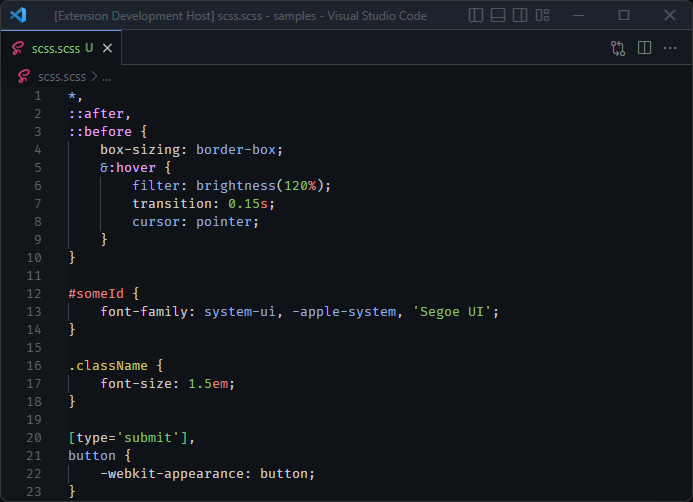 [Extension Development Host] scss.scss - samples - Visual Studio Code
scss.scss U
scss.scss > ...
1 *,
2 ::after,
3 ::before {
4     box-sizing: border-box;
5     &:hover {
6         filter: brightness(120%);
7         transition: 0.15s;
8         cursor: pointer;
9     }
10 }
11
12 #someId {
13     font-family: system-ui, -apple-system, 'Segoe UI';
14 }
15
16 .className {
17     font-size: 1.5em;
18 }
19
20 [type='submit'],
21 button {
22     -webkit-appearance: button;
23 }